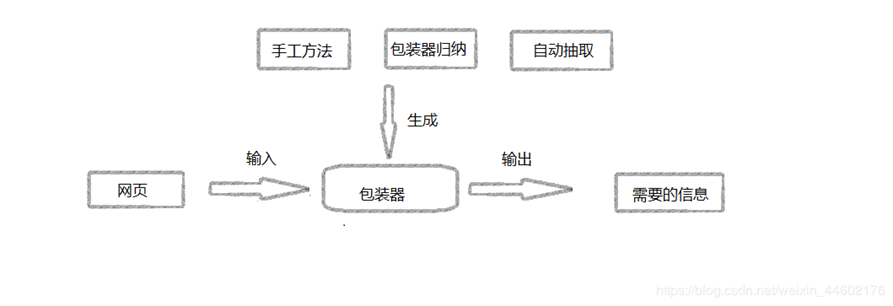 手工方法
包装器归纳
自动抽取
生成
输入
输出
网页
包装器
需要的信息
https://blog.csdn.net/weixin_44602176